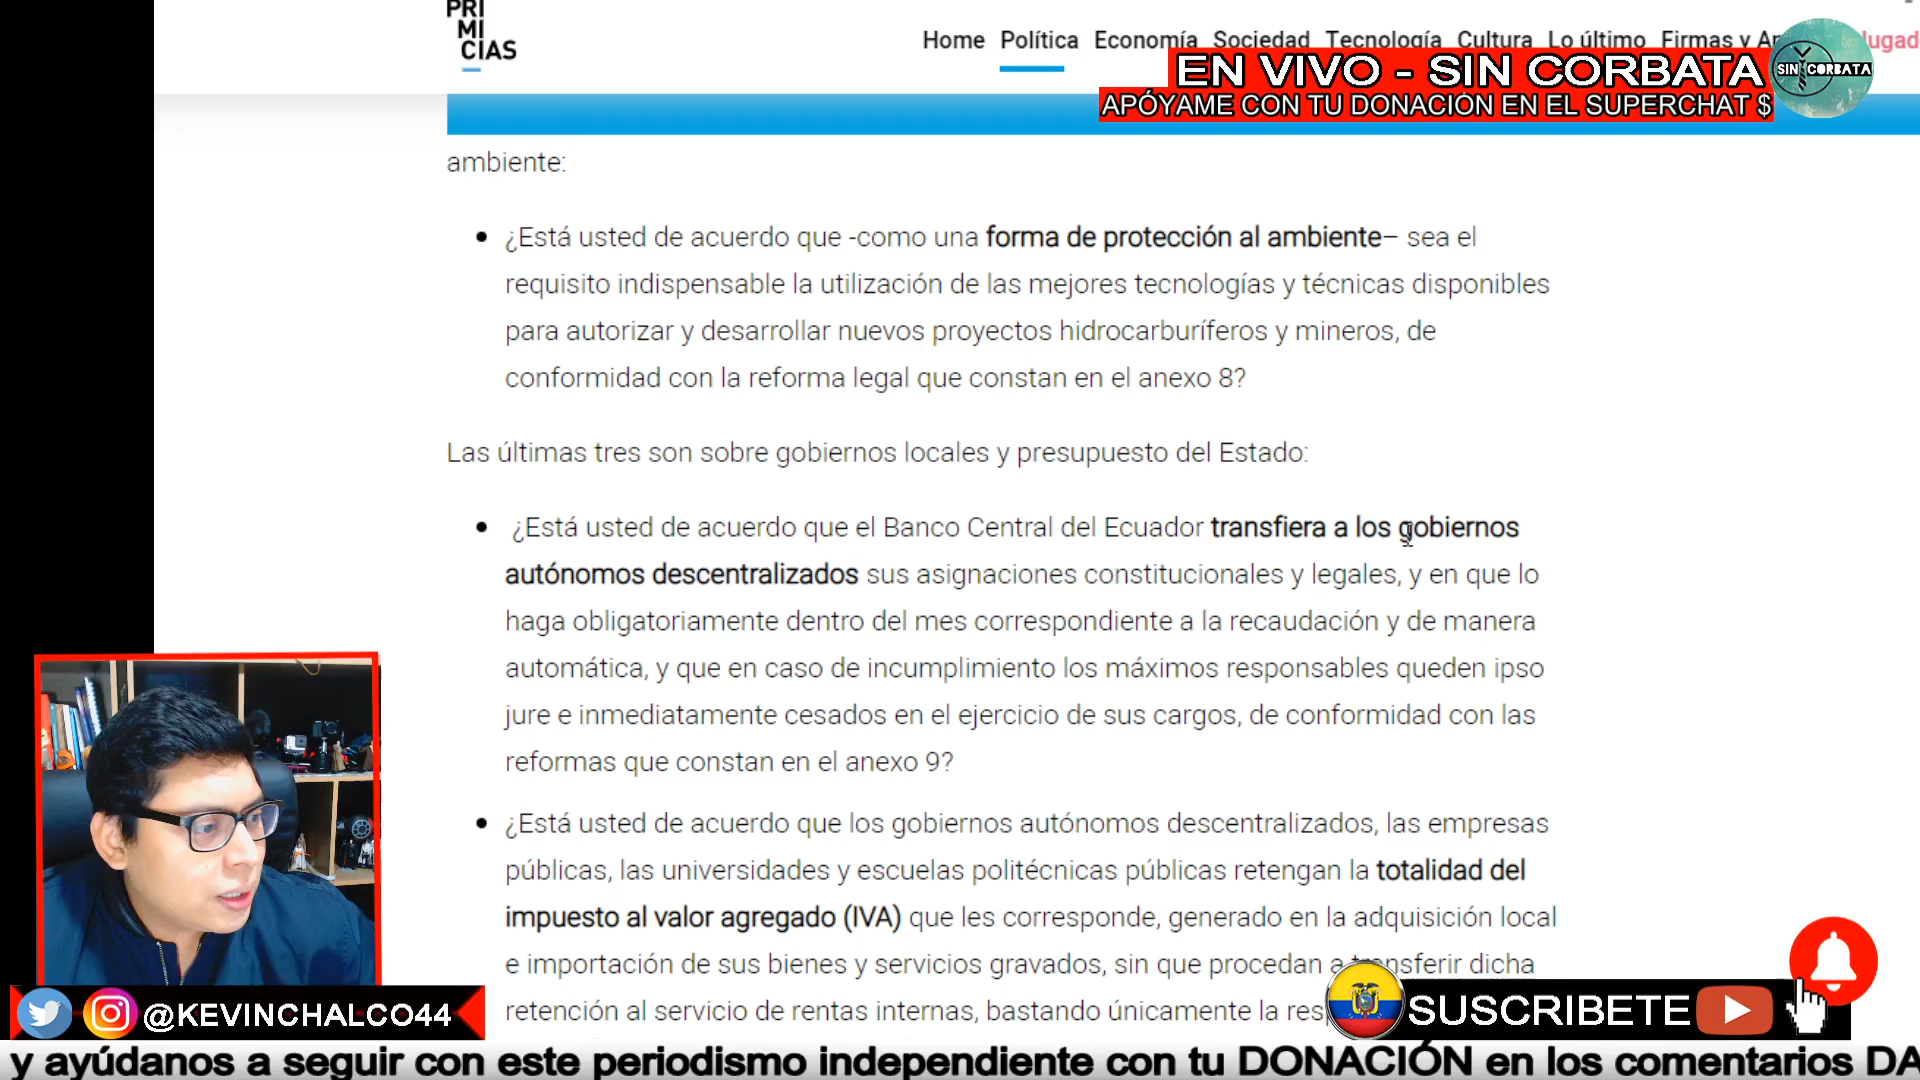 PRI
MI
CIAS
Home Política Economía Sociedad Tecnología Cultura Lo último Firmas y
EN VIVO - SIN CORBATA
SIN CORBATA
APÓYAME CON TU DONACIÓN EN EL SUPERCHAT $
ambiente:
• ¿Está usted de acuerdo que -como una forma de protección al ambiente– sea el
requisito indispensable la utilización de las mejores tecnologías y técnicas disponibles
para autorizar y desarrollar nuevos proyectos hidrocarburíferos y mineros, de
conformidad con la reforma legal que constan en el anexo 8?
Las últimas tres son sobre gobiernos locales y presupuesto del Estado:
• ¿Está usted de acuerdo que el Banco Central del Ecuador transfiera a los gobiernos
autónomos descentralizados sus asignaciones constitucionales y legales, y en que lo
haga obligatoriamente dentro del mes correspondiente a la recaudación y de manera
automática, y que en caso de incumplimiento los máximos responsables queden ipso
jure e inmediatamente cesados en el ejercicio de sus cargos, de conformidad con las
reformas que constan en el anexo 9?
• ¿Está usted de acuerdo que los gobiernos autónomos descentralizados, las empresas
públicas, las universidades y escuelas politécnicas públicas retengan la totalidad del
impuesto al valor agregado (IVA) que les corresponde, generado en la adquisición local
e importación de sus bienes y servicios gravados, sin que procedan a transferir dicha
retención al servicio de rentas internas, bastando únicamente la
@KEVINCHALCO44
SUSCRIBETE
y ayúdanos a seguir con este periodismo independiente con tu DONACIÓN en los comentarios